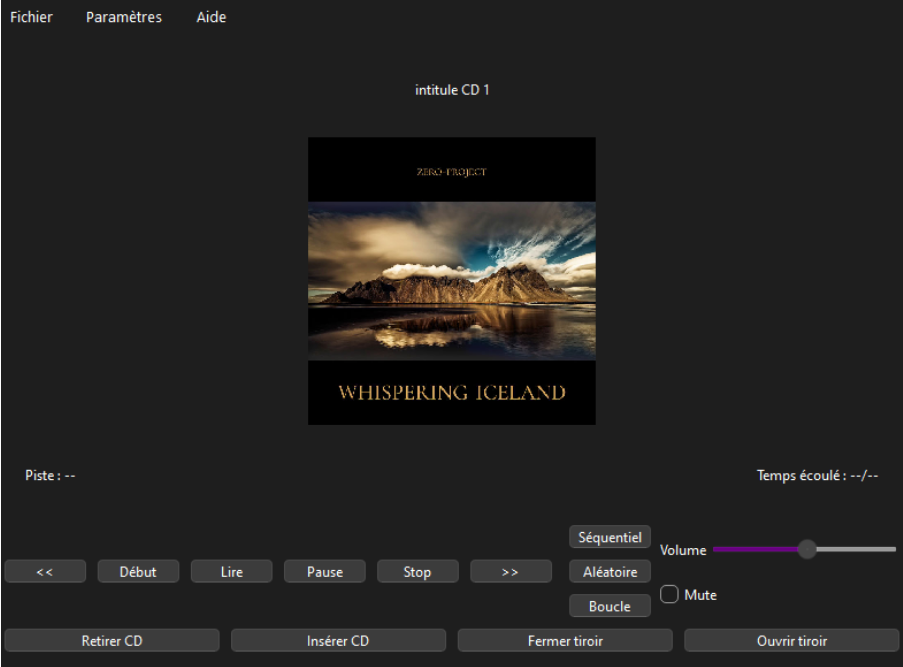 Fichier Paramètres Aide
intitule CD 1
ZERO-PROJECT
WHISPERING ICELAND
Piste : --
Temps écoulé : --/--
Séquentiel
Volume
<< Début Lire Pause Stop >> Aléatoire
Mute
Boucle
Retirer CD Insérer CD Fermer tiroir Ouvrir tiroir